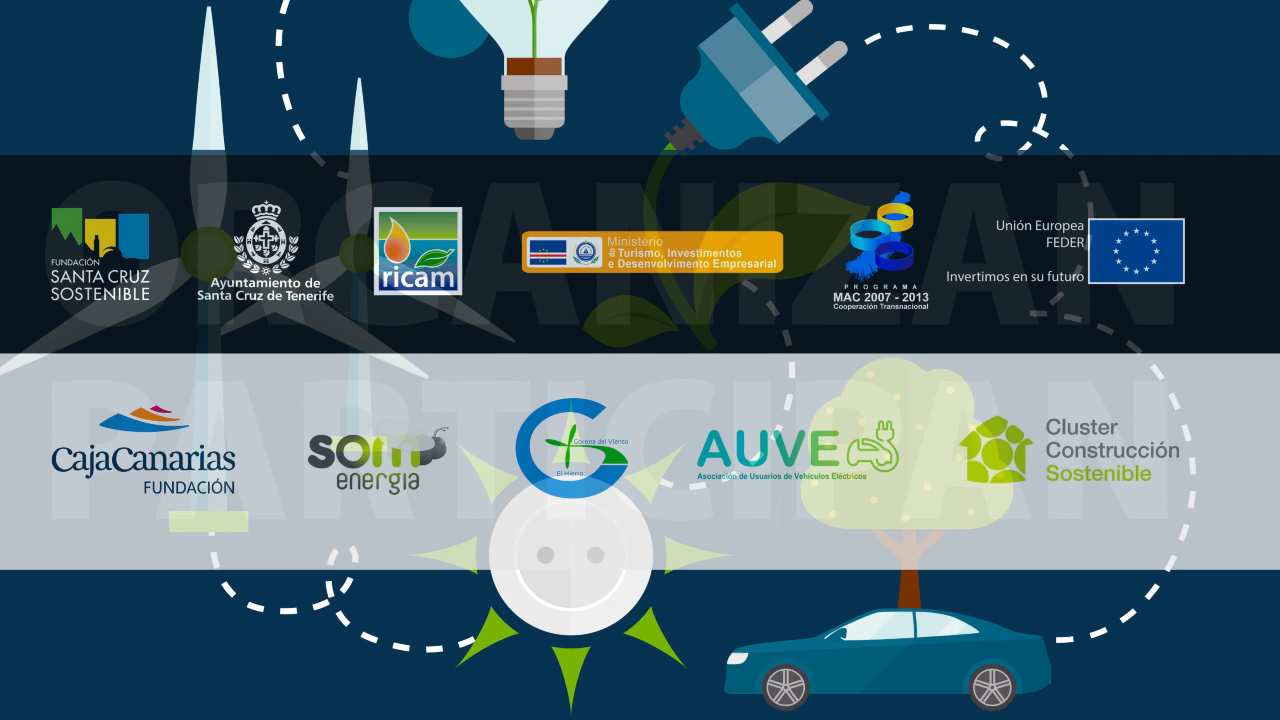 ORGANIZAN
FUNDACIÓN
SANTA CRUZ
SOSTENIBLE
Ayuntamiento de
Santa Cruz de Tenerife
ricam
Ministério
do Turismo, Investimentos
e Desenvolvimento Empresarial
PROGRAMA
MAC 2007 - 2013
Cooperación Transnacional
Unión Europea
FEDER
Invertimos en su futuro
PARTICIPAN
CajaCanarias
FUNDACIÓN
som
energia
Gorona del Viento
El Hierro
AUVE
Asociación de Usuarios de Vehículos Eléctricos
Cluster
Construcción
Sostenible